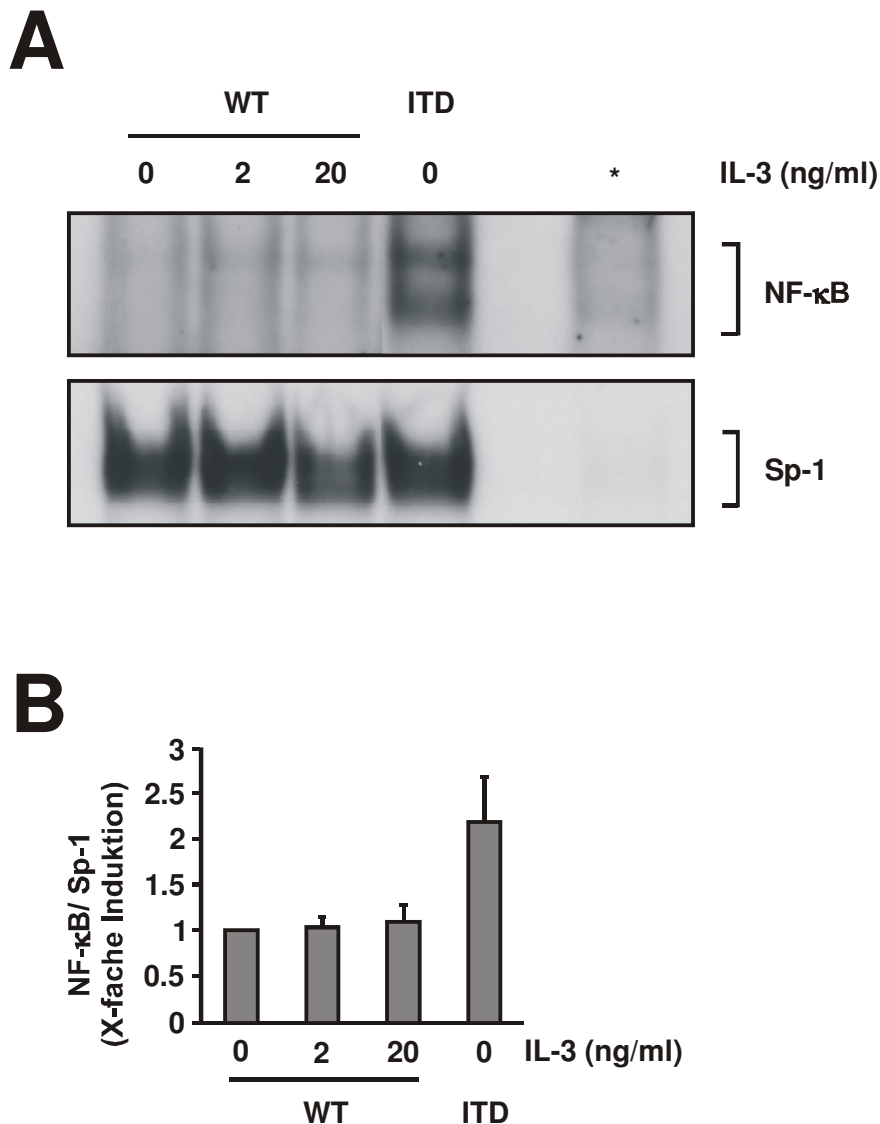 A
WT ITD
0 2 20 0 * IL-3 (ng/ml)
NF-κB
Sp-1
B
3
2.5
2
1.5
1
0.5
0
NF-κB/ Sp-1
(X-fache Induktion)
0 2 20 0 IL-3 (ng/ml)
WT ITD